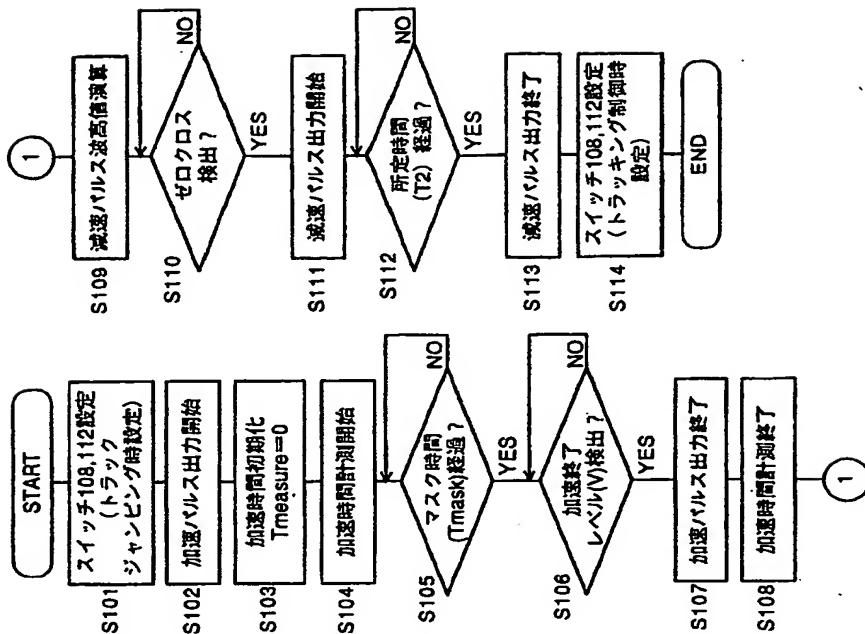 START
S101
スイッチ108,112設定
(トラック
ジャンピング時設定)
S102
加速パルス出力開始
S103
加速時間初期化
Tmeasure=0
S104
加速時間計測開始
S105
マスク時間
(Tmask)経過?
NO
YES
S106
加速終了
レベル(V)検出?
NO
YES
S107
加速パルス出力終了
S108
加速時間計測終了
1
1
S109
減速パルス波高値演算
S110
ゼロクロス
検出?
NO
YES
S111
減速パルス出力開始
S112
所定時間
(T2) 経過?
NO
YES
S113
減速パルス出力終了
S114
スイッチ108,112設定
(トラッキング制御時
設定)
END